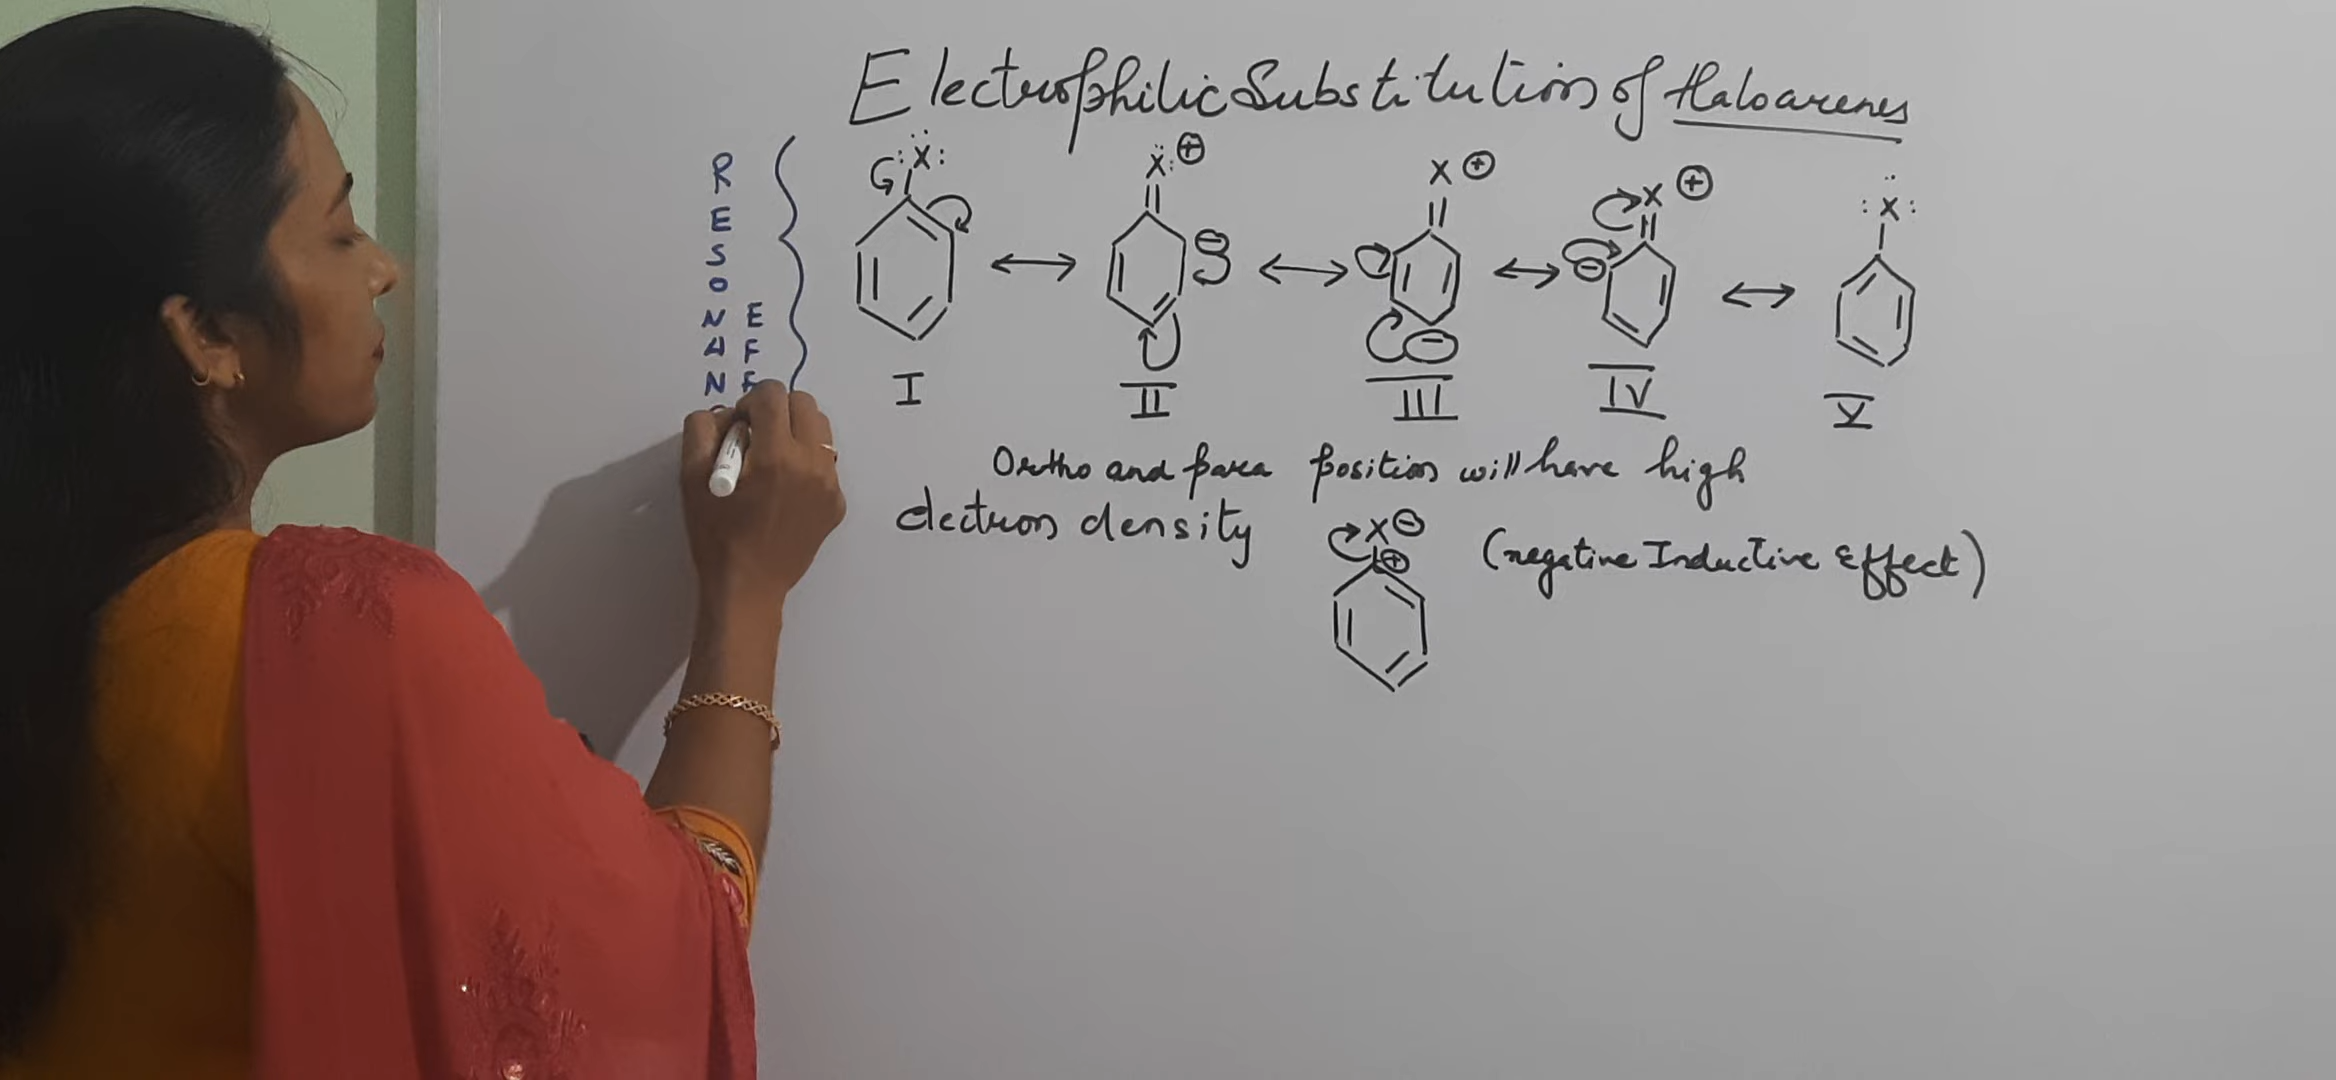 Electrophilic Substitution of Haloarenes
R
E
S
O
N E
A F
N F
:Ẍ: Ẍ:⊕ X⊕ X⊕ :Ẍ:
⊖ ⊖ ⊖
I II III IV V
Ortho and para position will have high
electron density X⊖ (negative Inductive Effect)
⊕